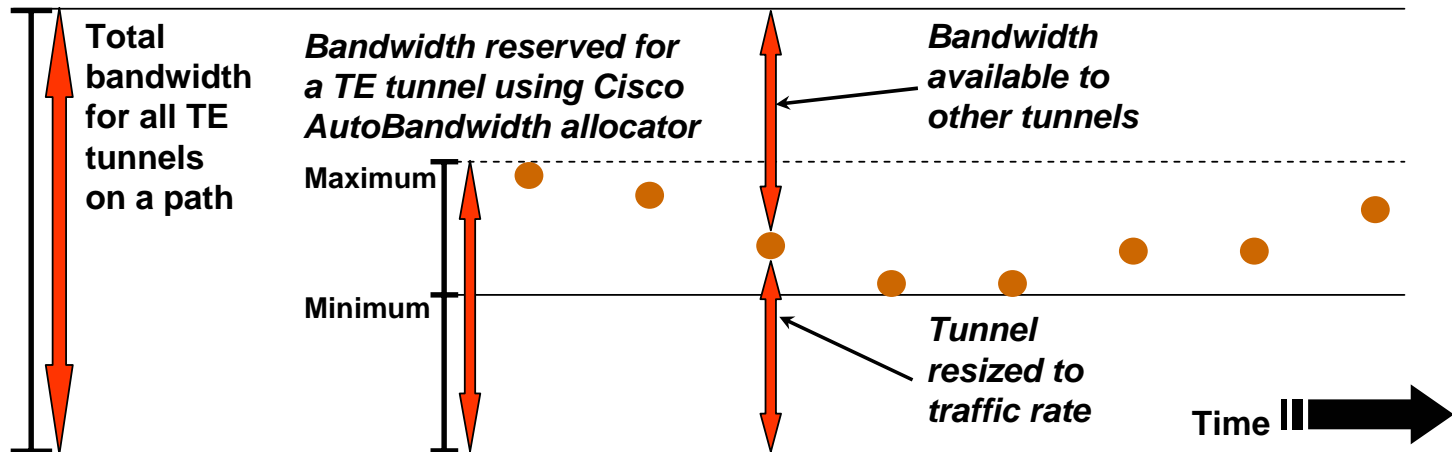 Total
bandwidth
for all TE
tunnels
on a path
Bandwidth reserved for
a TE tunnel using Cisco
AutoBandwidth allocator
Bandwidth
available to
other tunnels
Maximum
Minimum
Tunnel
resized to
traffic rate
Time